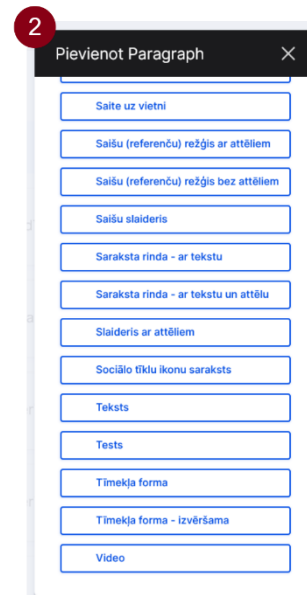 2
Pievienot Paragraph
Saite uz vietni
Saišu (referenču) režģis ar attēliem
Saišu (referenču) režģis bez attēliem
Saišu slaideris
Saraksta rinda - ar tekstu
Saraksta rinda - ar tekstu un attēlu
Slaideris ar attēliem
Sociālo tīklu ikonu saraksts
Teksts
Tests
Tīmekļa forma
Tīmekļa forma - izvēršama
Video